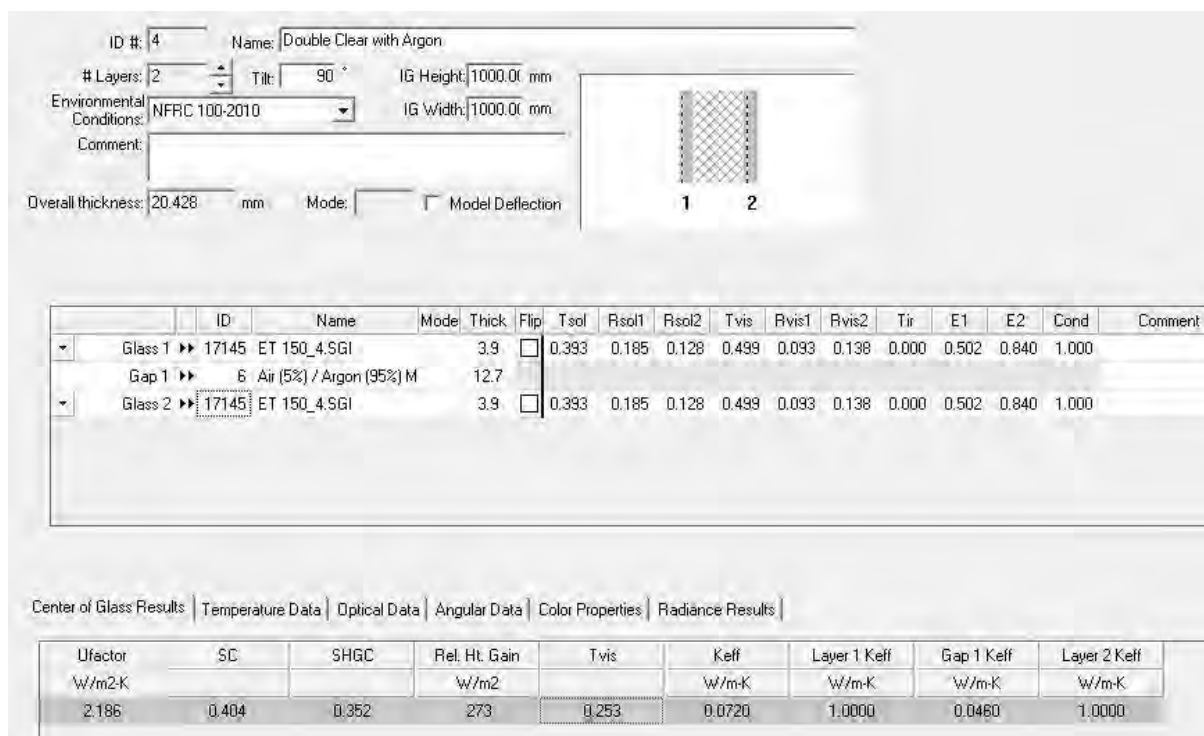 ID #: 4 Name: Double Clear with Argon
# Layers: 2 Tilt: 90 ° IG Height: 1000.00 mm
Environmental Conditions: NFRC 100-2010 IG Width: 1000.00 mm
Comment:
Overall thickness: 20.428 mm Mode: Model Deflection
1 2
ID Name Mode Thick Flip Tsol Rsol1 Rsol2 Tvis Rvis1 Rvis2 Tir E1 E2 Cond Comment
Glass 1 17145 ET 150_4.SGI 3.9 0.393 0.185 0.128 0.499 0.093 0.138 0.000 0.502 0.840 1.000
Gap 1 6 Air (5%) / Argon (95%) M 12.7
Glass 2 17145 ET 150_4.SGI 3.9 0.393 0.185 0.128 0.499 0.093 0.138 0.000 0.502 0.840 1.000
Center of Glass Results Temperature Data Optical Data Angular Data Color Properties Radiance Results
Ufactor SC SHGC Rel. Ht. Gain Tvis Keff Layer 1 Keff Gap 1 Keff Layer 2 Keff
W/m2-K W/m2 W/m-K W/m-K W/m-K W/m-K
2.186 0.404 0.352 273 0.253 0.0720 1.0000 0.0460 1.0000